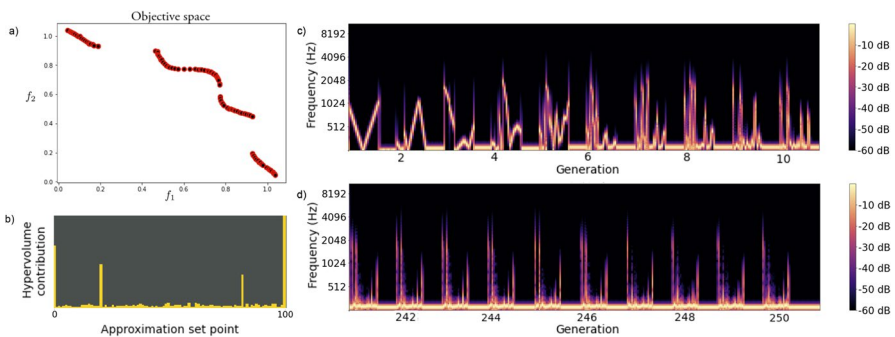 a)
Objective space
1.0
0.8
0.6
f₂
0.4
0.2
0.0
0.0 0.2 0.4 0.6 0.8 1.0
f₁
b)
Hypervolume
contribution
0 100
Approximation set point
c)
Frequency (Hz)
8192
4096
2048
1024
512
2 4 6 8 10
Generation
-10 dB
-20 dB
-30 dB
-40 dB
-50 dB
-60 dB
d)
Frequency (Hz)
8192
4096
2048
1024
512
242 244 246 248 250
Generation
-10 dB
-20 dB
-30 dB
-40 dB
-50 dB
-60 dB